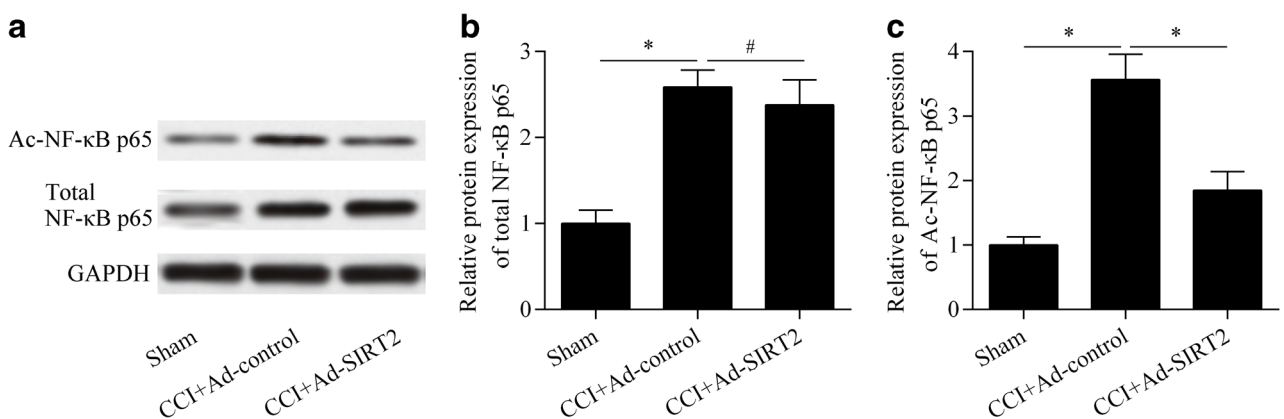 a
Ac-NF-κB p65
Total
NF-κB p65
GAPDH
Sham
CCI+Ad-control
CCI+Ad-SIRT2
b
Relative protein expression
of total NF-κB p65
3
2
1
0
*
#
Sham
CCI+Ad-control
CCI+Ad-SIRT2
c
Relative protein expression
of Ac-NF-κB p65
4
3
2
1
0
*
*
Sham
CCI+Ad-control
CCI+Ad-SIRT2